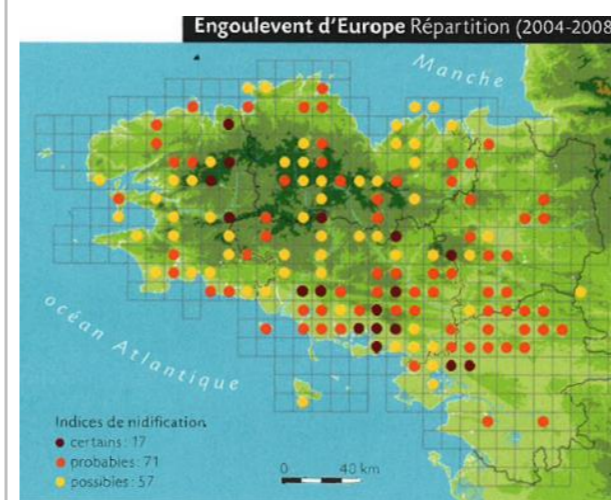 Engoulevent d'Europe Répartition (2004-2008
Manche
océan Atlantique
Indices de nidification
certains : 17
probables : 71
possibles : 57
0 40 km